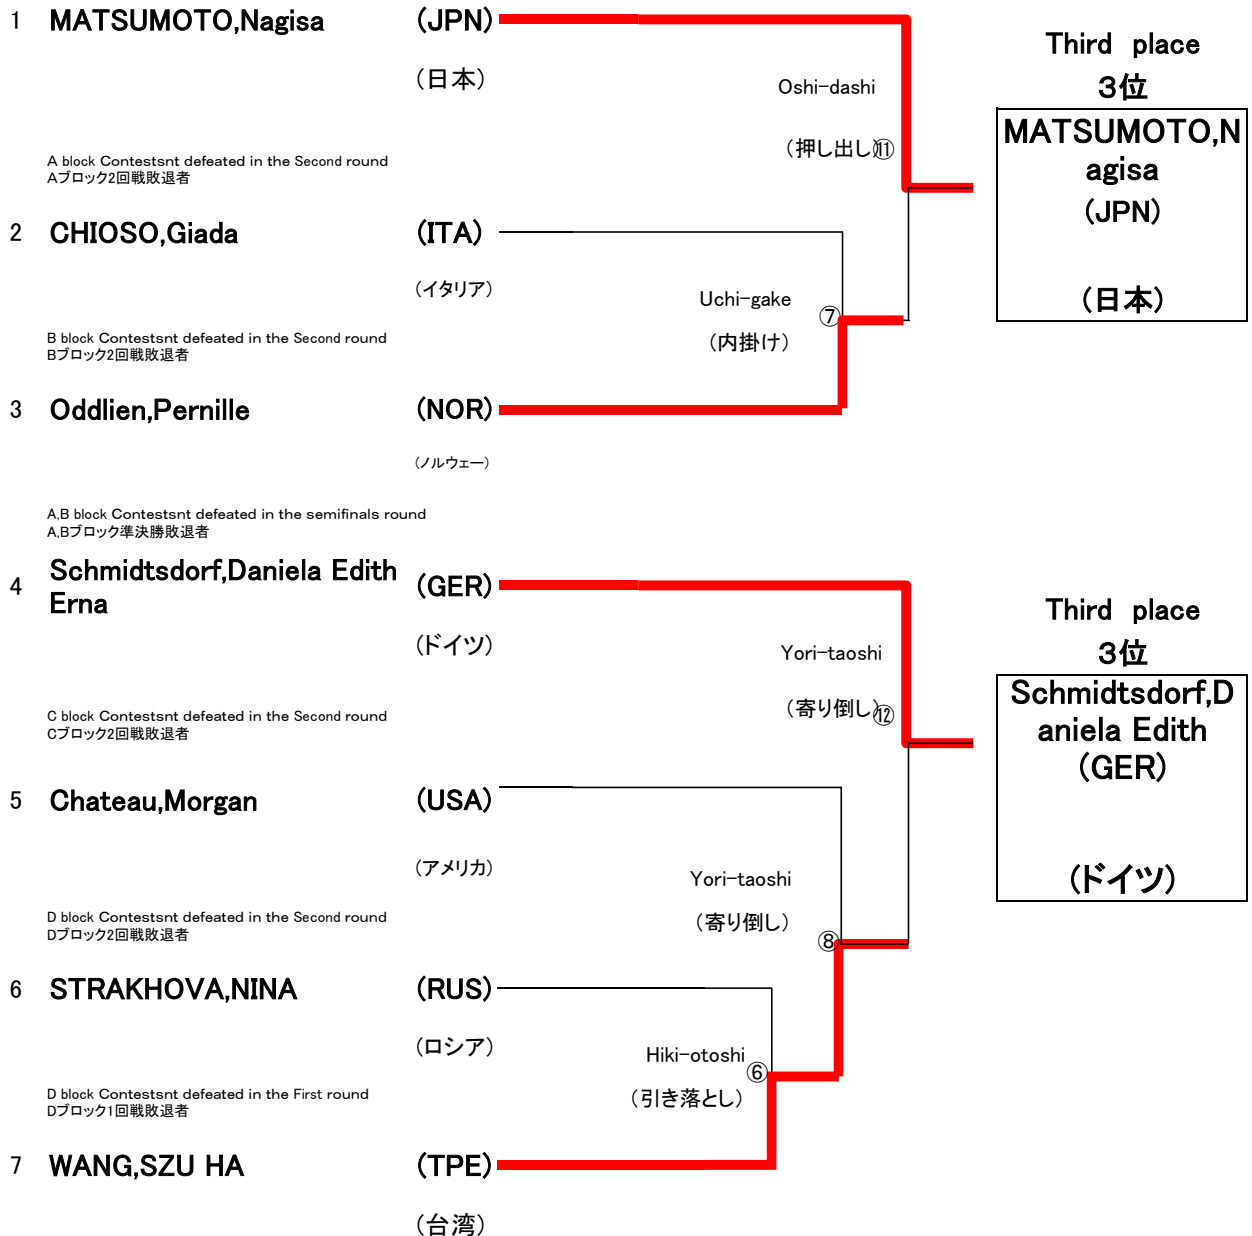 1 MATSUMOTO,Nagisa (JPN)
(日本)
Oshi-dashi
(押し出し)⑪
A block Contestsnt defeated in the Second round
Aブロック2回戦敗退者
2 CHIOSO,Giada (ITA)
(イタリア)
Uchi-gake
⑦
(内掛け)
B block Contestsnt defeated in the Second round
Bブロック2回戦敗退者
3 Oddlien,Pernille (NOR)
(ノルウェー)
Third place
3位
MATSUMOTO,N
agisa
(JPN)
(日本)
A,B block Contestsnt defeated in the semifinals round
A,Bブロック準決勝敗退者
4 Schmidtsdorf,Daniela Edith
Erna (GER)
(ドイツ)
Yori-taoshi
(寄り倒し)⑫
C block Contestsnt defeated in the Second round
Cブロック2回戦敗退者
5 Chateau,Morgan (USA)
(アメリカ)
Yori-taoshi
(寄り倒し)
⑧
D block Contestsnt defeated in the Second round
Dブロック2回戦敗退者
6 STRAKHOVA,NINA (RUS)
(ロシア)
Hiki-otoshi
⑥
(引き落とし)
D block Contestsnt defeated in the First round
Dブロック1回戦敗退者
7 WANG,SZU HA (TPE)
(台湾)
Third place
3位
Schmidtsdorf,D
aniela Edith
(GER)
(ドイツ)